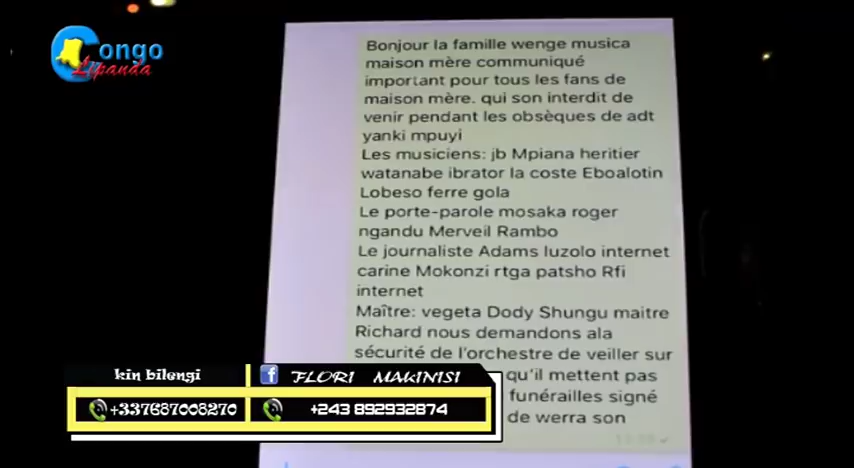 Congo
Lipanda
Bonjour la famille wenge musica
maison mère communiqué
important pour tous les fans de
maison mère. qui son interdit de
venir pendant les obsèques de adt
yanki mpuyi
Les musiciens: jb Mpiana heritier
watanabe ibrator la coste Eboalotin
Lobeso ferre gola
Le porte-parole mosaka roger
ngandu Merveil Rambo
Le journaliste Adams luzolo internet
carine Mokonzi rtga patsho Rfi
internet
Maître: vegeta Dody Shungu maitre
Richard nous demandons ala
sécurité de l'orchestre de veiller sur
qu'il mettent pas
funérailles signé
de werra son
kin bilengi
FLORI MAKINISI
+337687008270
+243 892932874